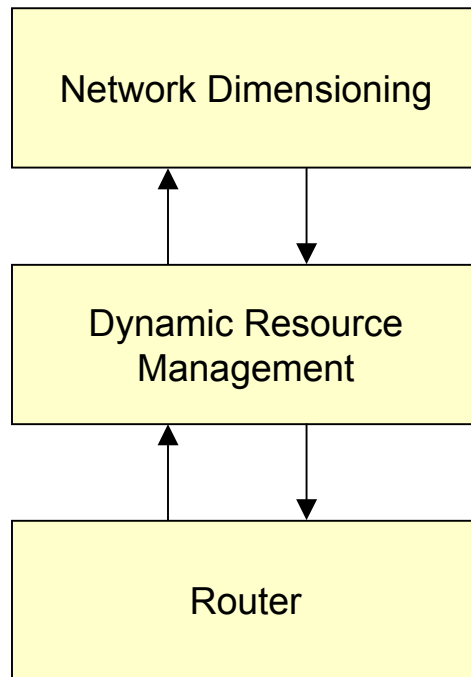 Network Dimensioning
Dynamic Resource
Management
Router